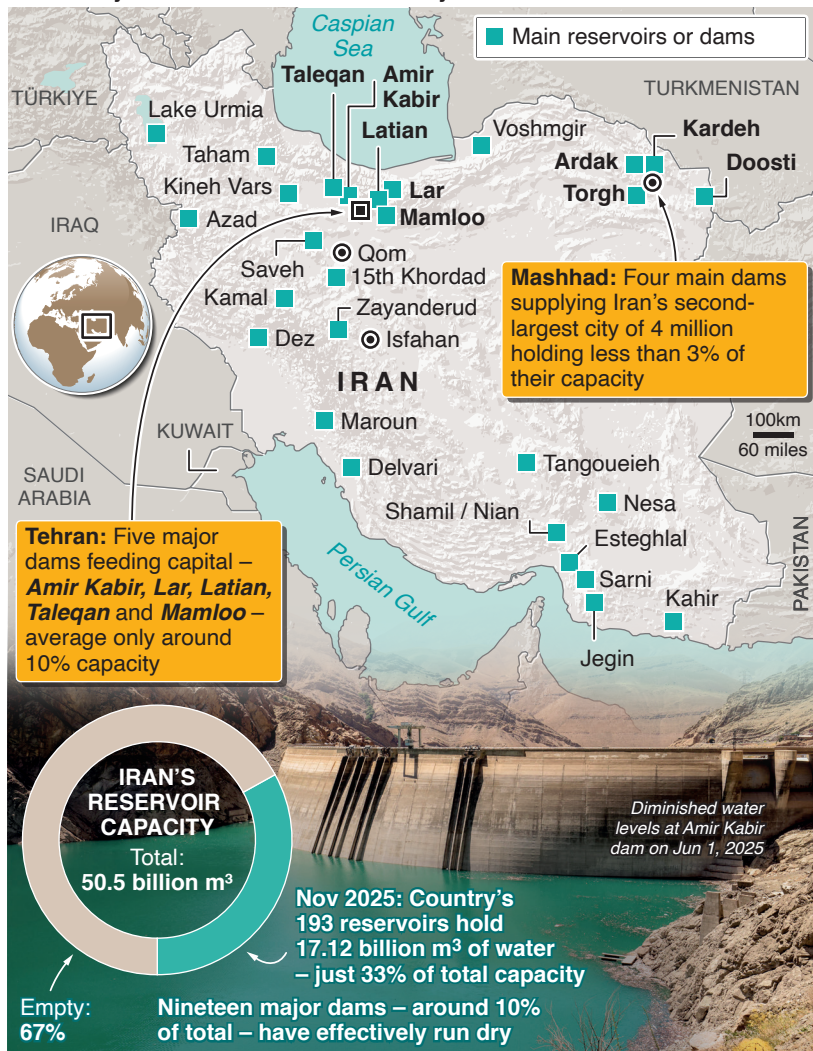 Main reservoirs or dams
Caspian
Sea
TÜRKIYE
TURKMENISTAN
Taleqan
Amir
Kabir
Latian
Lake Urmia
Voshmgir
Kardeh
Taham
Ardak
Doosti
Kineh Vars
Lar
Torgh
Mamloo
IRAQ
Azad
Qom
Saveh
15th Khordad
Kamal
Zayanderud
Dez
Isfahan
Mashhad: Four main dams
supplying Iran’s second-
largest city of 4 million
holding less than 3% of
their capacity
IRAN
100km
60 miles
Maroun
KUWAIT
Delvari
Tangoueieh
SAUDI
ARABIA
Nesa
Shamil / Nian
Esteghlal
Sarni
Kahir
Jegin
PAKISTAN
Persian Gulf
Tehran: Five major
dams feeding capital –
Amir Kabir, Lar, Latian,
Taleqan and Mamloo –
average only around
10% capacity
IRAN’S
RESERVOIR
CAPACITY
Total:
50.5 billion m³
Diminished water
levels at Amir Kabir
dam on Jun 1, 2025
Nov 2025: Country’s
193 reservoirs hold
17.12 billion m³ of water
– just 33% of total capacity
Empty:
67%
Nineteen major dams – around 10%
of total – have effectively run dry